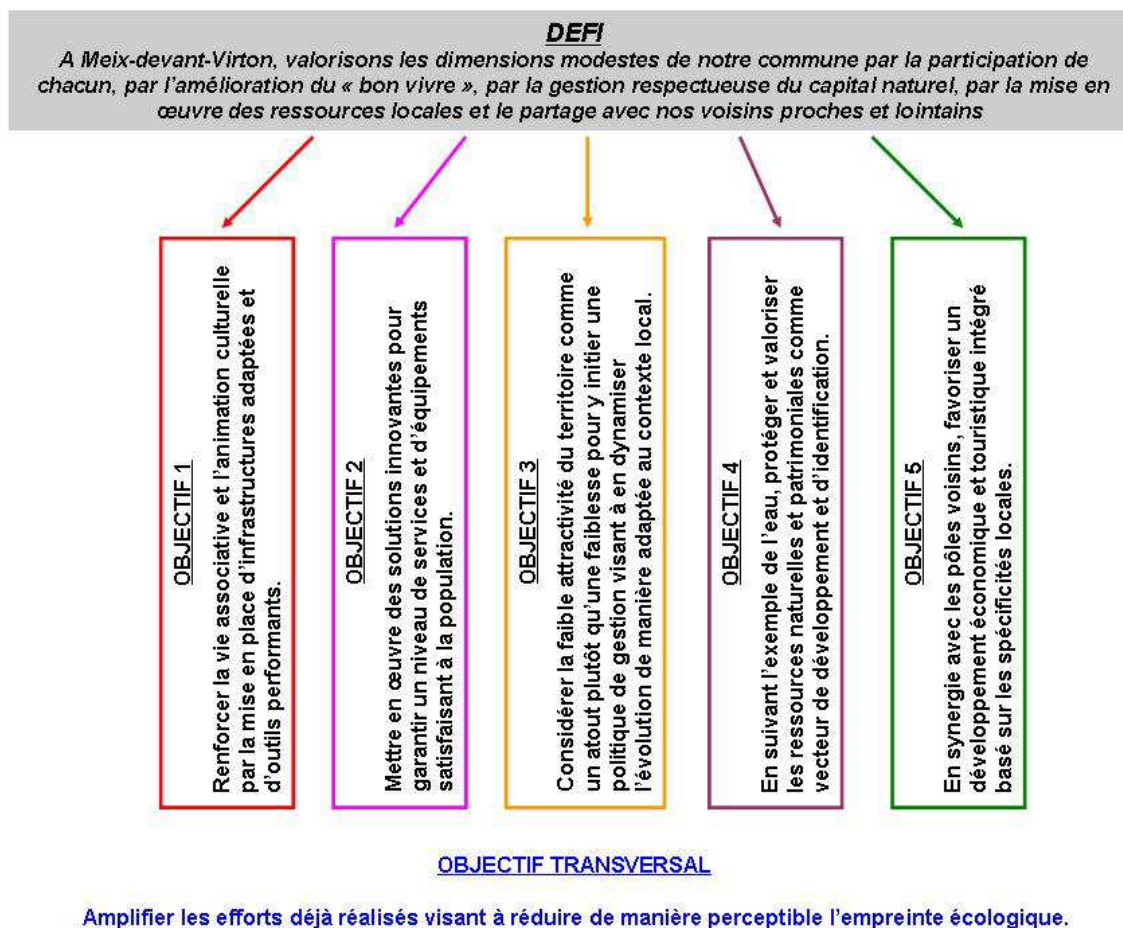 DEFI
A Meix-devant-Virton, valorisons les dimensions modestes de notre commune par la participation de
chacun, par l'amélioration du « bon vivre », par la gestion respectueuse du capital naturel, par la mise en
œuvre des ressources locales et le partage avec nos voisins proches et lointains
OBJECTIF 1
Renforcer la vie associative et l'animation culturelle
par la mise en place d'infrastructures adaptées et
d'outils performants.
OBJECTIF 2
Mettre en œuvre des solutions innovantes pour
garantir un niveau de services et d'équipements
satisfaisant à la population.
OBJECTIF 3
Considérer la faible attractivité du territoire comme
un atout plutôt qu'une faiblesse pour y initier une
politique de gestion visant à en dynamiser
l'évolution de manière adaptée au contexte local.
OBJECTIF 4
En suivant l'exemple de l'eau, protéger et valoriser
les ressources naturelles et patrimoniales comme
vecteur de développement et d'identification.
OBJECTIF 5
En synergie avec les pôles voisins, favoriser un
développement économique et touristique intégré
basé sur les spécificités locales.
OBJECTIF TRANSVERSAL
Amplifier les efforts déjà réalisés visant à réduire de manière perceptible l'empreinte écologique.